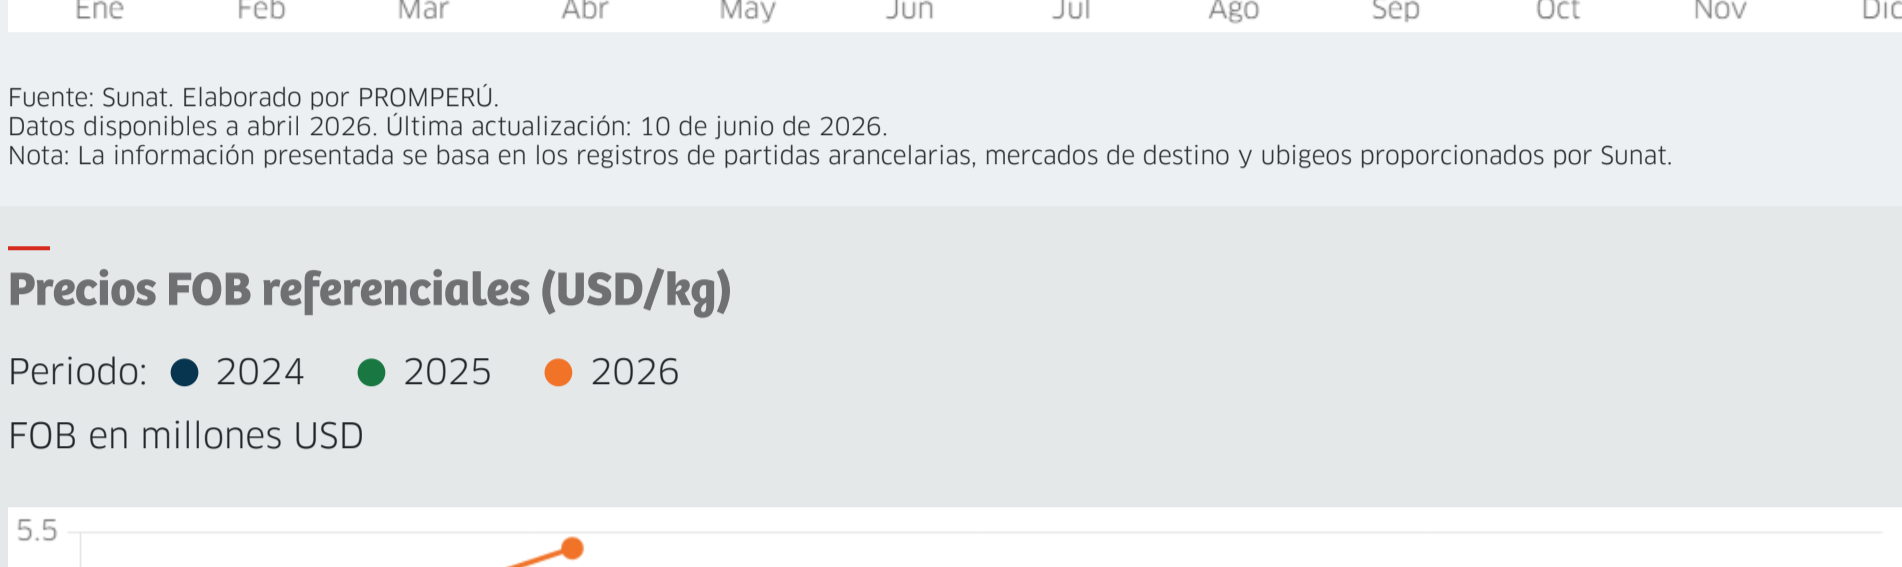 Ene Feb Mar Abr May Jun Jul Ago Sep Oct Nov Dic
Fuente: Sunat. Elaborado por PROMPERÚ.
Datos disponibles a abril 2026. Última actualización: 10 de junio de 2026.
Nota: La información presentada se basa en los registros de partidas arancelarias, mercados de destino y ubigeos proporcionados por Sunat.
Precios FOB referenciales (USD/kg)
Periodo: 2024 2025 2026
FOB en millones USD
5.5